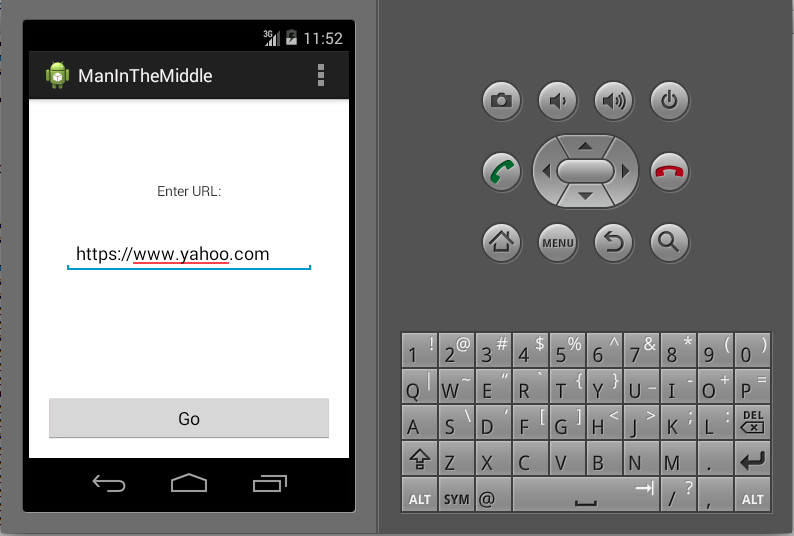 3G 11:52
ManInTheMiddle
Enter URL:
https://www.yahoo.com
Go
MENU
1 ! 2 @ 3 # 4 $ 5 % 6 ^ 7 & 8 * 9 ( 0 )
Q | W ~ E “ R ` T { Y } U _ I - O + P =
A S \ D ‘ F [ G ] H < J > K ; L : DEL
Z X C V B N M .
ALT SYM @ / ? , ALT